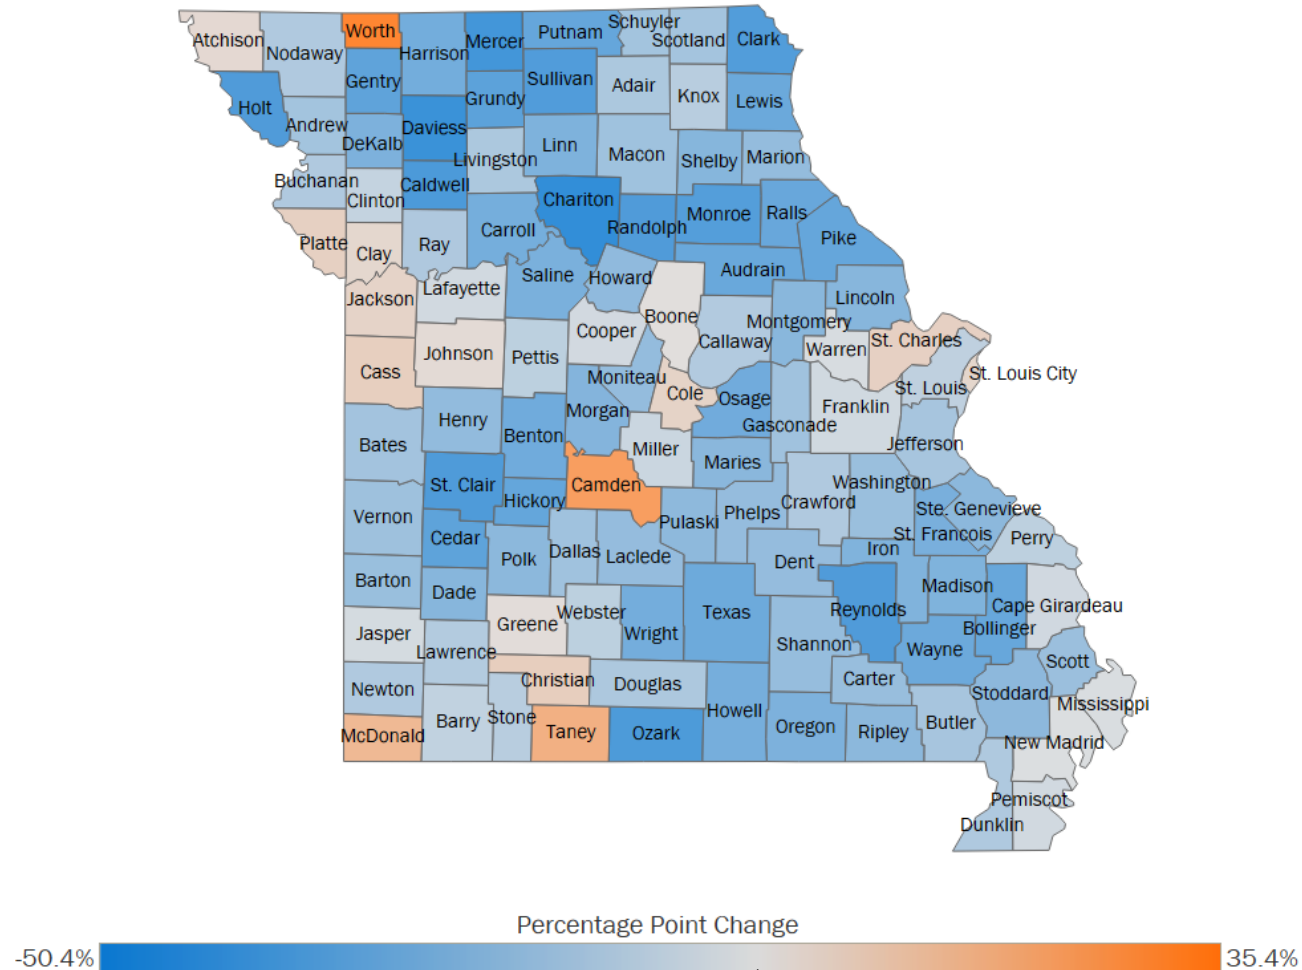 Schuyler
Atchison
Nodaway
Worth
Harrison
Mercer
Putnam
Scotland
Clark
Gentry
Sullivan
Adair
Knox
Lewis
Holt
Andrew
DeKalb
Daviess
Grundy
Livingston
Linn
Macon
Shelby
Marion
Buchanan
Clinton
Caldwell
Chariton
Randolph
Monroe
Ralls
Pike
Platte
Clay
Ray
Carroll
Saline
Howard
Audrain
Lincoln
Jackson
Lafayette
Cooper
Boone
Callaway
Montgomery
Warren
St. Charles
St. Louis City
St. Louis
Cass
Johnson
Pettis
Moniteau
Cole
Osage
Gasconade
Franklin
Jefferson
Bates
Henry
Benton
Morgan
Miller
Maries
St. Clair
Hickory
Camden
Pulaski
Phelps
Crawford
Washington
Ste. Genevieve
St. Francois
Perry
Vernon
Cedar
Polk
Dallas
Laclede
Dent
Iron
Madison
Cape Girardeau
Bollinger
Barton
Dade
Greene
Webster
Wright
Texas
Shannon
Reynolds
Wayne
Scott
Jasper
Lawrence
Christian
Douglas
Howell
Carter
Stoddard
Mississippi
Newton
McDonald
Barry
Stone
Taney
Ozark
Oregon
Ripley
Butler
New Madrid
Pemiscot
Dunklin
Percentage Point Change
-50.4%
35.4%